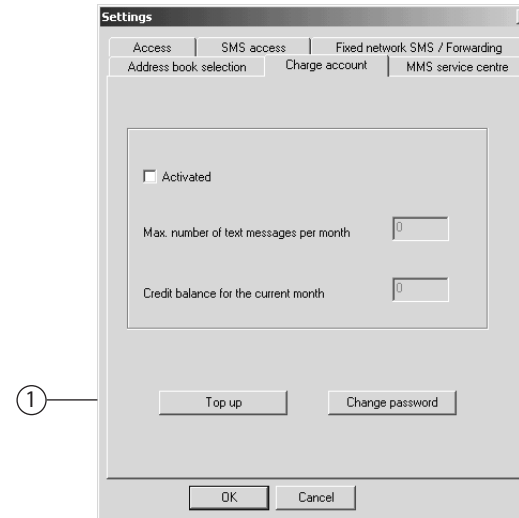 Settings
Access SMS access Fixed network SMS / Forwarding
Address book selection Charge account MMS service centre
Activated
Max. number of text messages per month 0
Credit balance for the current month 0
1 Top up Change password
OK Cancel